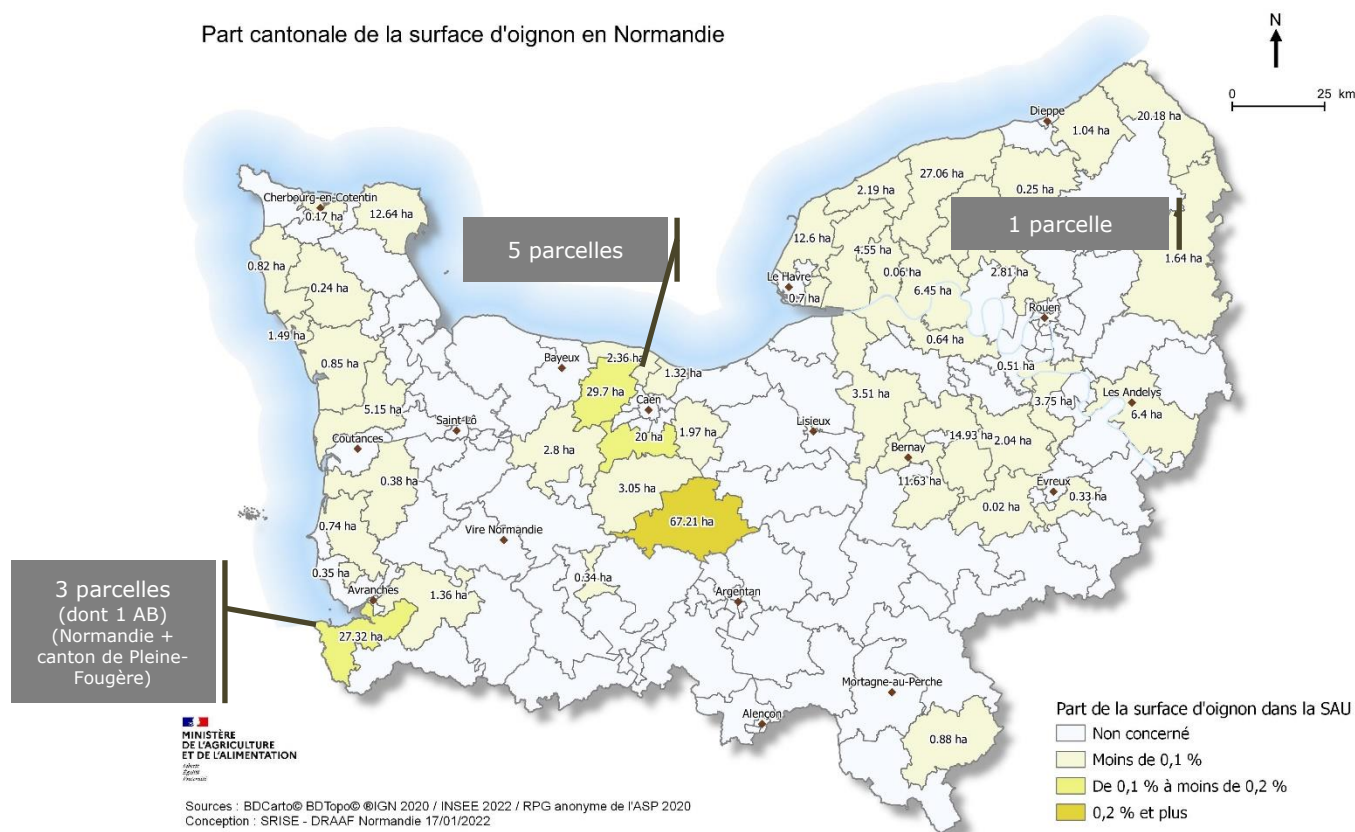 Part cantonale de la surface d'oignon en Normandie
N
0 25 km
Dieppe
20.18 ha
1.04 ha
27.06 ha
0.25 ha
2.19 ha
Cherbourg-en-Cotentin
0.17 ha
12.64 ha
5 parcelles
1 parcelle
12.6 ha
4.55 ha
0.82 ha
0.06 ha
2.81 ha
1.64 ha
Le Havre
0.7 ha
6.45 ha
0.24 ha
Rouen
1.49 ha
0.64 ha
0.85 ha
Bayeux
2.36 ha
1.32 ha
0.51 ha
29.7 ha
Caen
3.51 ha
3.75 ha
Les Andelys
6.4 ha
5.15 ha
Saint-Lô
20 ha
1.97 ha
Lisieux
14.93 ha
2.04 ha
Coutances
2.8 ha
Bernay
0.38 ha
3.05 ha
11.63 ha
Évreux
0.33 ha
0.02 ha
0.74 ha
Vire Normandie
67.21 ha
0.35 ha
Avranches
1.36 ha
0.34 ha
Argentan
3 parcelles
(dont 1 AB)
(Normandie +
canton de Pleine-
Fougère)
27.32 ha
Mortagne-au-Perche
Alençon
0.88 ha
MINISTÈRE
DE L'AGRICULTURE
ET DE L'ALIMENTATION
Liberté
Égalité
Fraternité
Part de la surface d'oignon dans la SAU
Non concerné
Moins de 0,1 %
De 0,1 % à moins de 0,2 %
0,2 % et plus
Sources : BDCarto© BDTopo© ®IGN 2020 / INSEE 2022 / RPG anonyme de l'ASP 2020
Conception : SRISE - DRAAF Normandie 17/01/2022